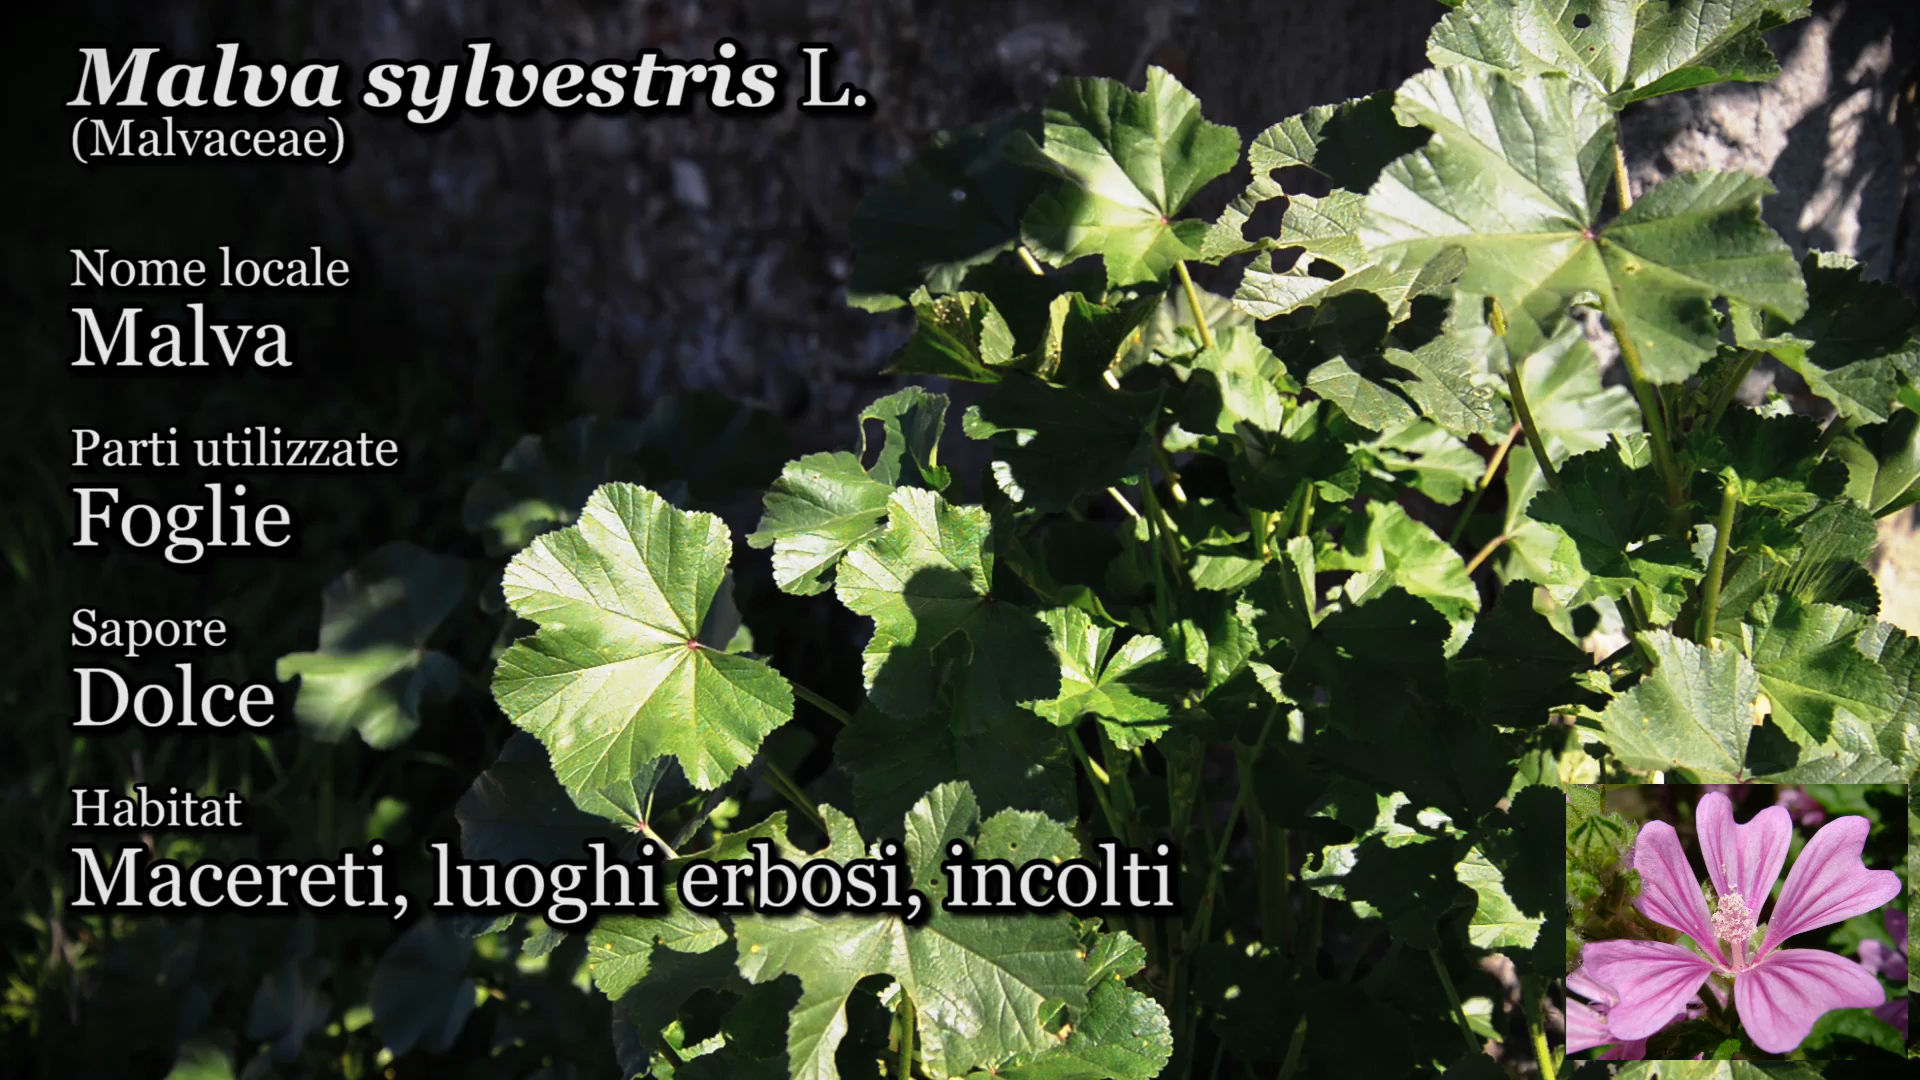 Malva sylvestris L.
(Malvaceae)
Nome locale
Malva
Parti utilizzate
Foglie
Sapore
Dolce
Habitat
Macereti, luoghi erbosi, incolti